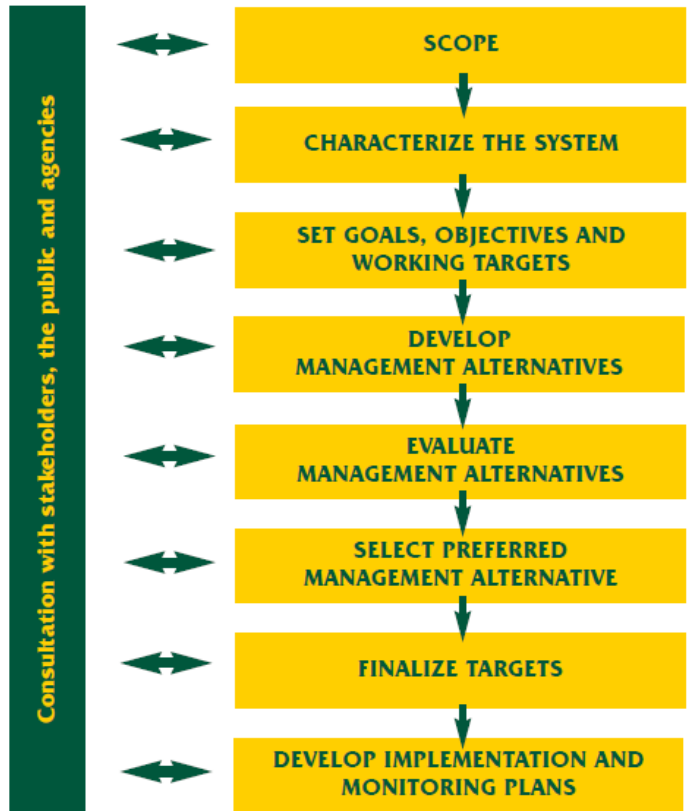 Consultation with stakeholders, the public and agencies
SCOPE
CHARACTERIZE THE SYSTEM
SET GOALS, OBJECTIVES AND
WORKING TARGETS
DEVELOP
MANAGEMENT ALTERNATIVES
EVALUATE
MANAGEMENT ALTERNATIVES
SELECT PREFERRED
MANAGEMENT ALTERNATIVE
FINALIZE TARGETS
DEVELOP IMPLEMENTATION AND
MONITORING PLANS